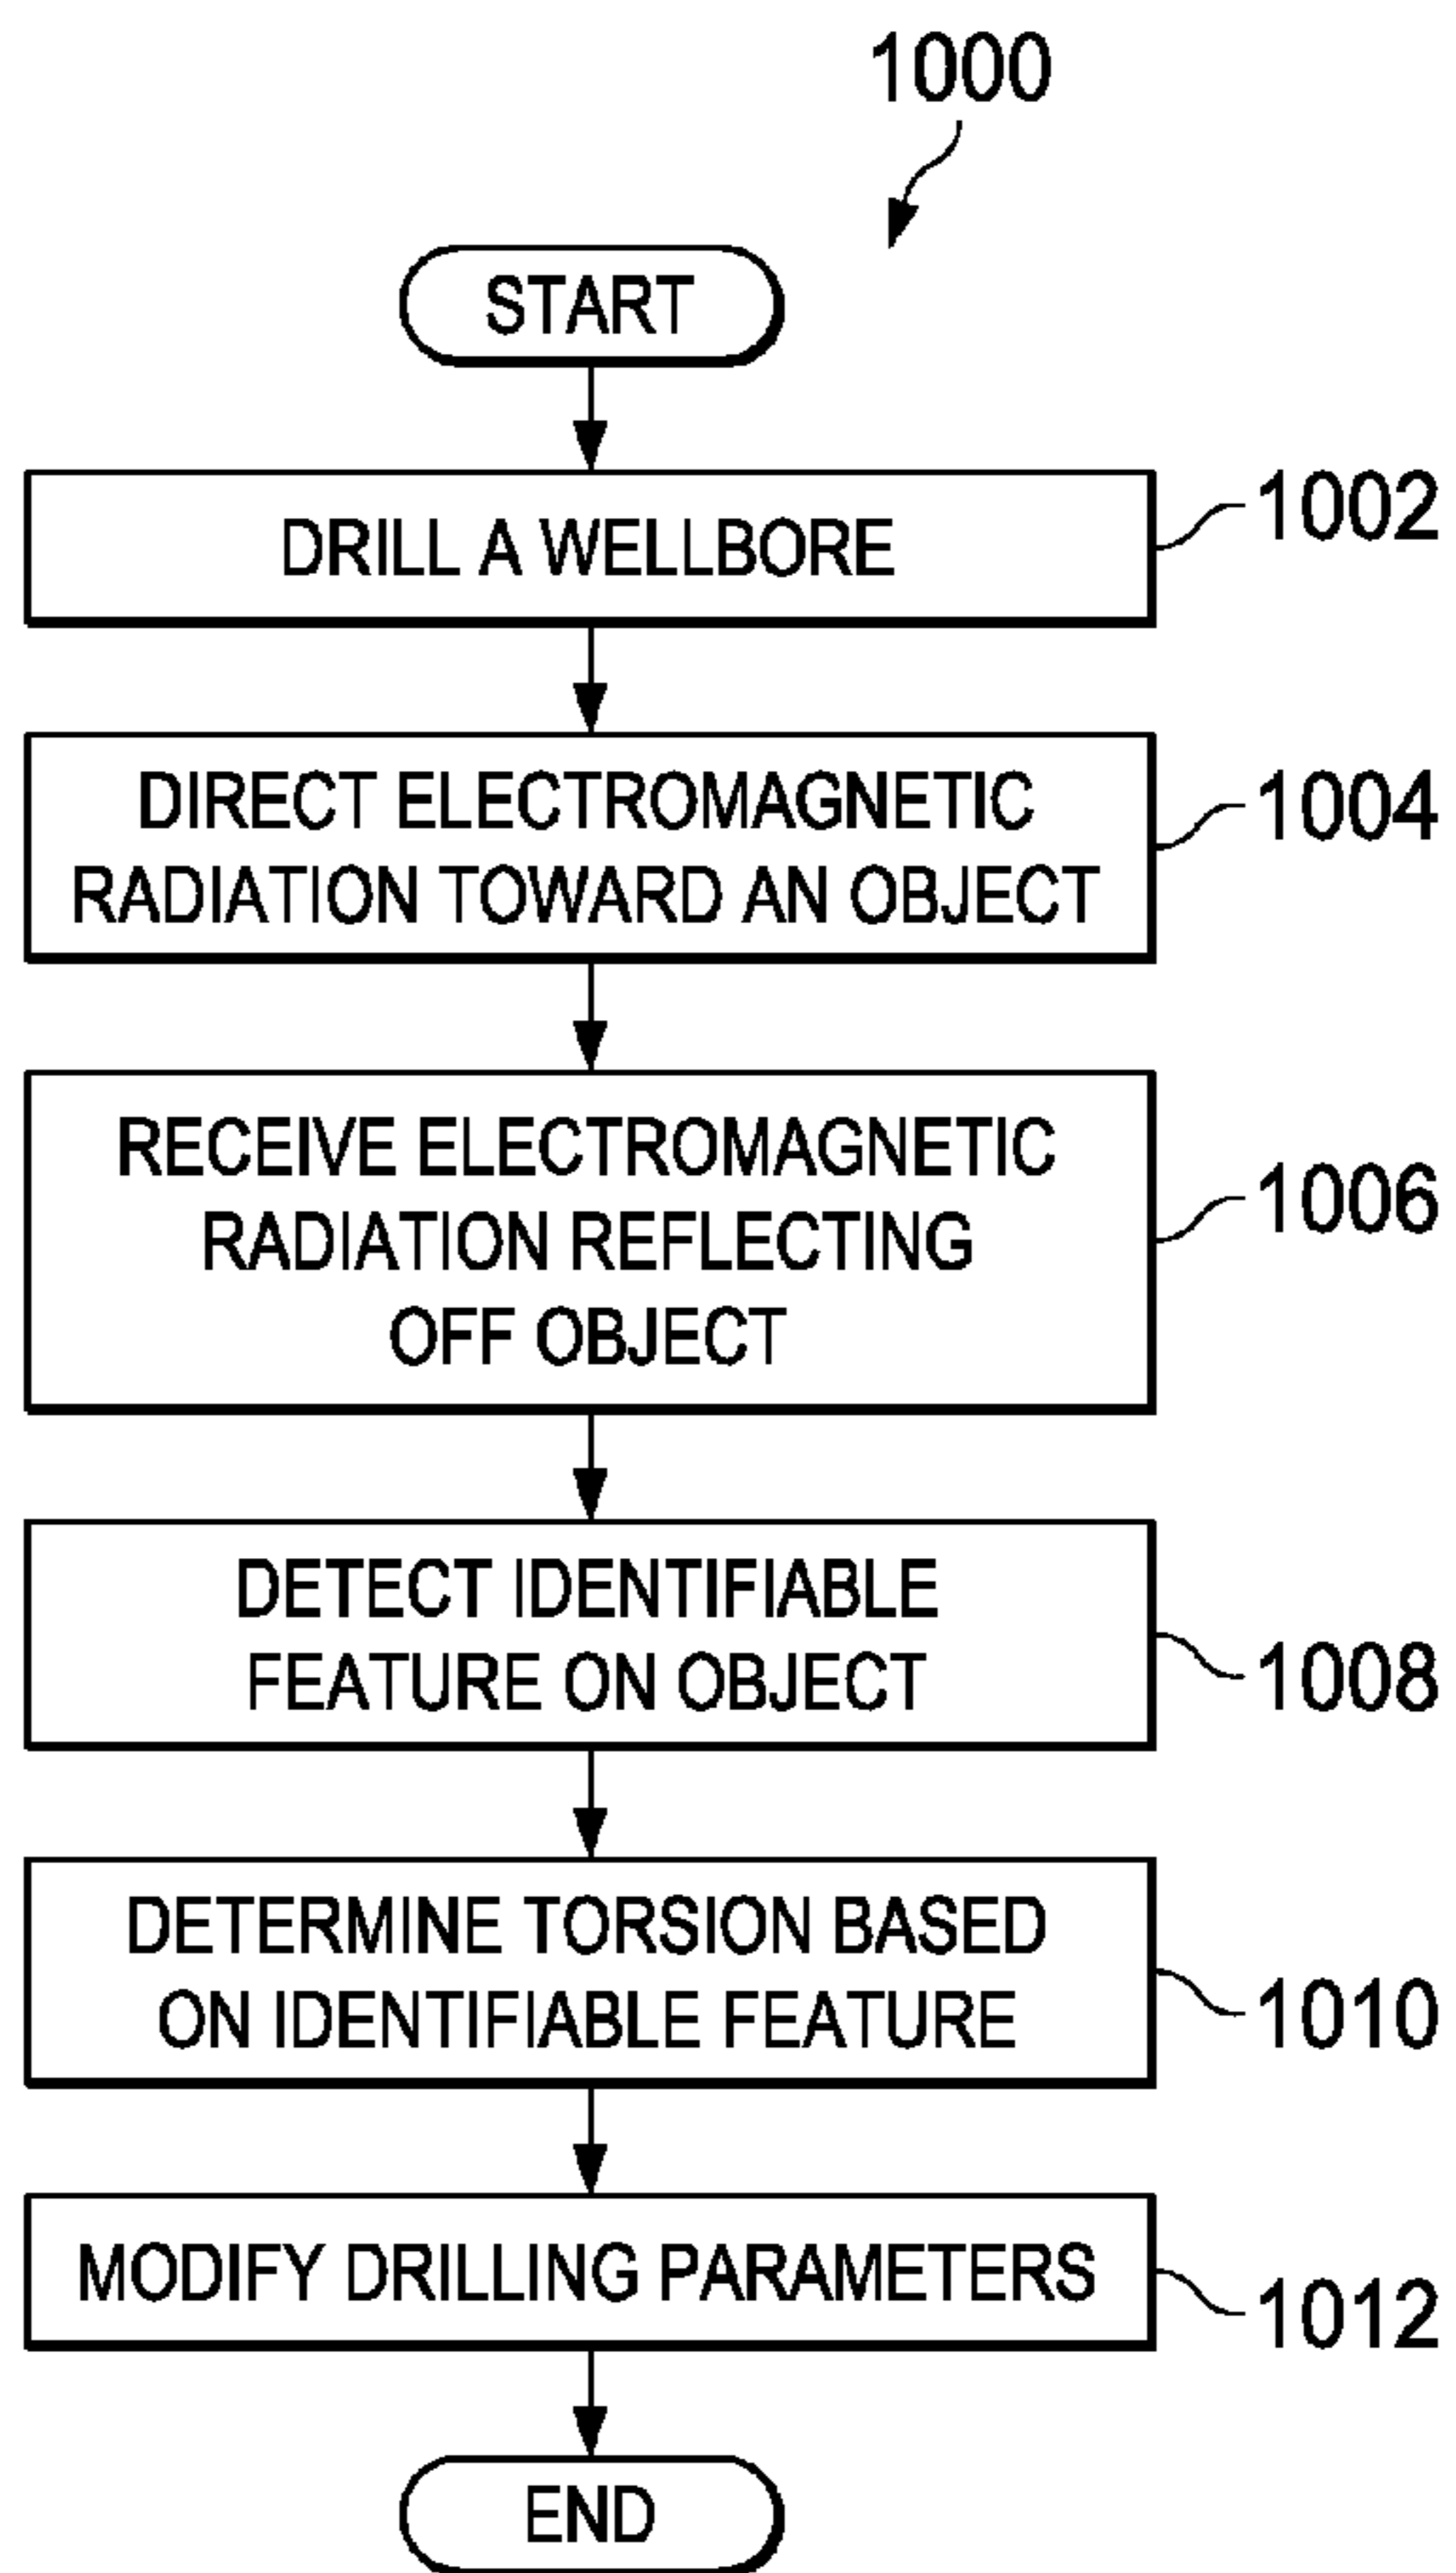 1000
START
DRILL A WELLBORE
1002
DIRECT ELECTROMAGNETIC
RADIATION TOWARD AN OBJECT
1004
RECEIVE ELECTROMAGNETIC
RADIATION REFLECTING
OFF OBJECT
1006
DETECT IDENTIFIABLE
FEATURE ON OBJECT
1008
DETERMINE TORSION BASED
ON IDENTIFIABLE FEATURE
1010
MODIFY DRILLING PARAMETERS
1012
END